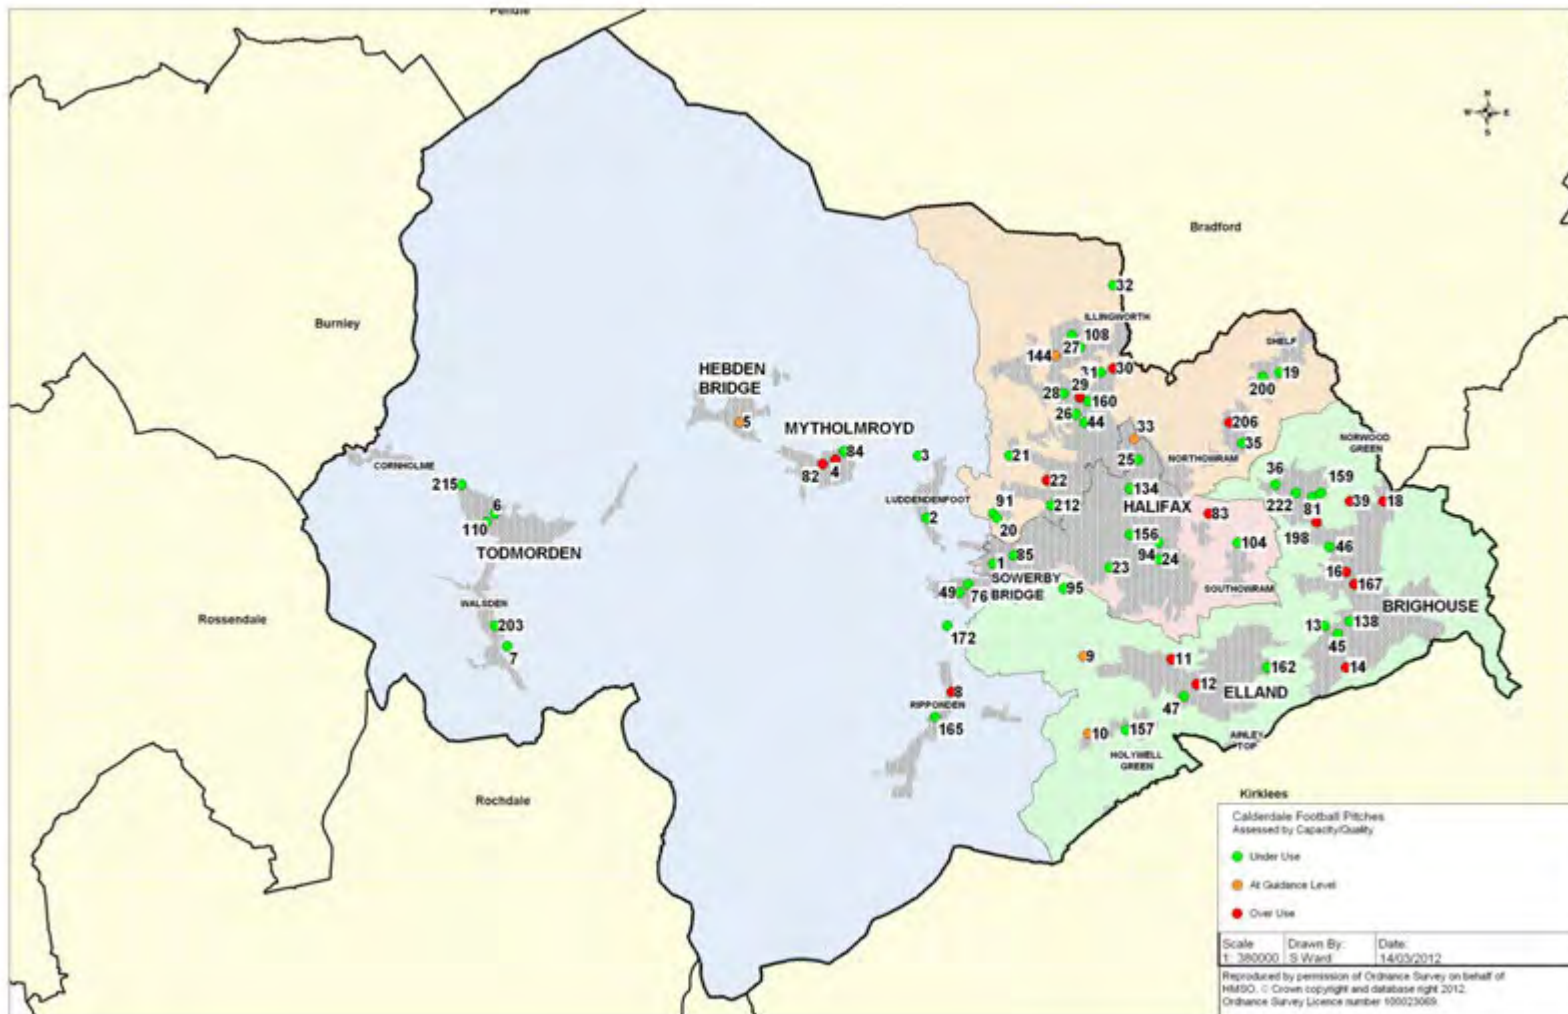 Pendle
N
W E
S
Bradford
32
ILLINGWORTH
108
Burnley
27
144
SHELF
31
30
19
200
HEBDEN
BRIDGE
29
28
160
5
26
44
206
33
MYTHOLMROYD
35
NORWOOD
GREEN
84
3
21
25
NORTHOWRAM
CORNHOLME
82
4
36
159
215
22
134
LUDDENDENFOOT
91
212
HALIFAX
222
81
39
18
6
2
20
83
110
156
198
TODMORDEN
85
94
24
104
46
1
SOWERBY
BRIDGE
23
16
49
76
95
SOUTHOWRAM
167
WALSDEN
BRIGHOUSE
Rossendale
203
172
13
138
45
7
9
11
162
14
8
12
ELLAND
RIPPONDEN
47
165
10
157
AINLEY
TOP
HOLYWELL
GREEN
Rochdale
Kirklees
Calderdale Football Pitches
Assessed by Capacity/Quality
Under Use
At Guidance Level
Over Use
Scale Drawn By: Date:
1: 380000 S Ward 14/03/2012
Reproduced by permission of Ordnance Survey on behalf of
HMSO. © Crown copyright and database right 2012.
Ordnance Survey Licence number 100023069.